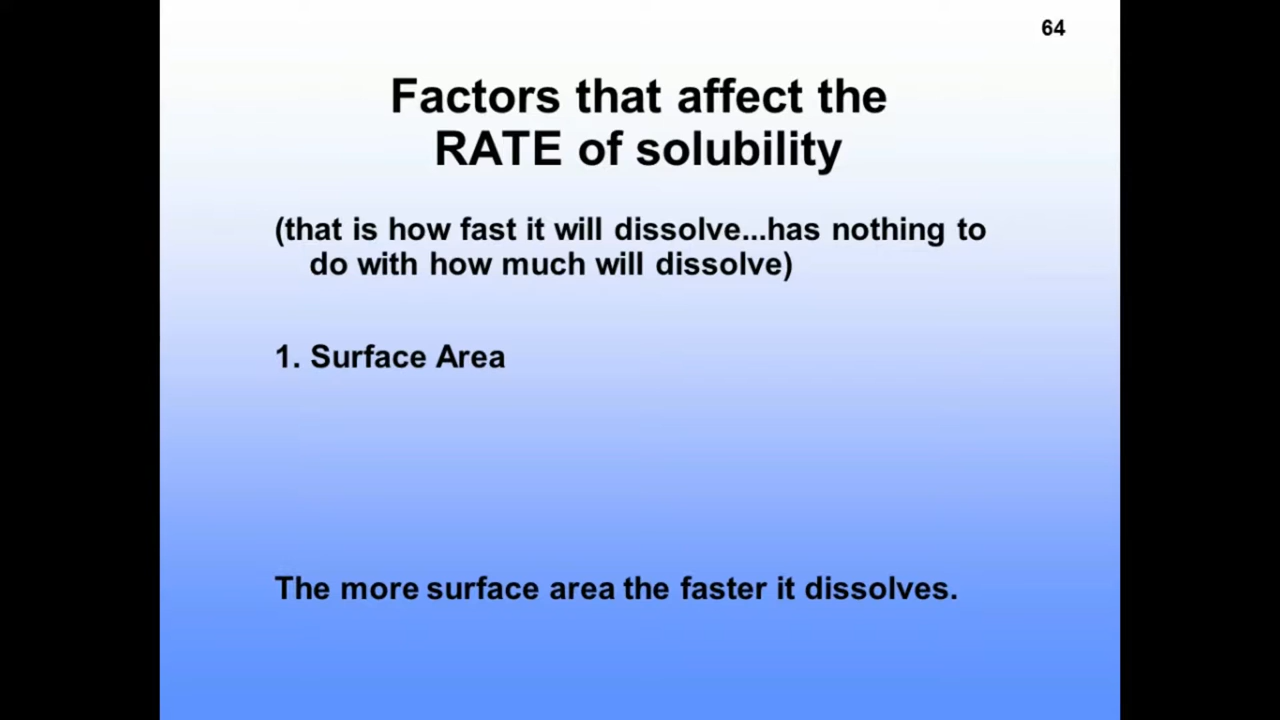 64
Factors that affect the
RATE of solubility
(that is how fast it will dissolve...has nothing to
do with how much will dissolve)
1. Surface Area
The more surface area the faster it dissolves.